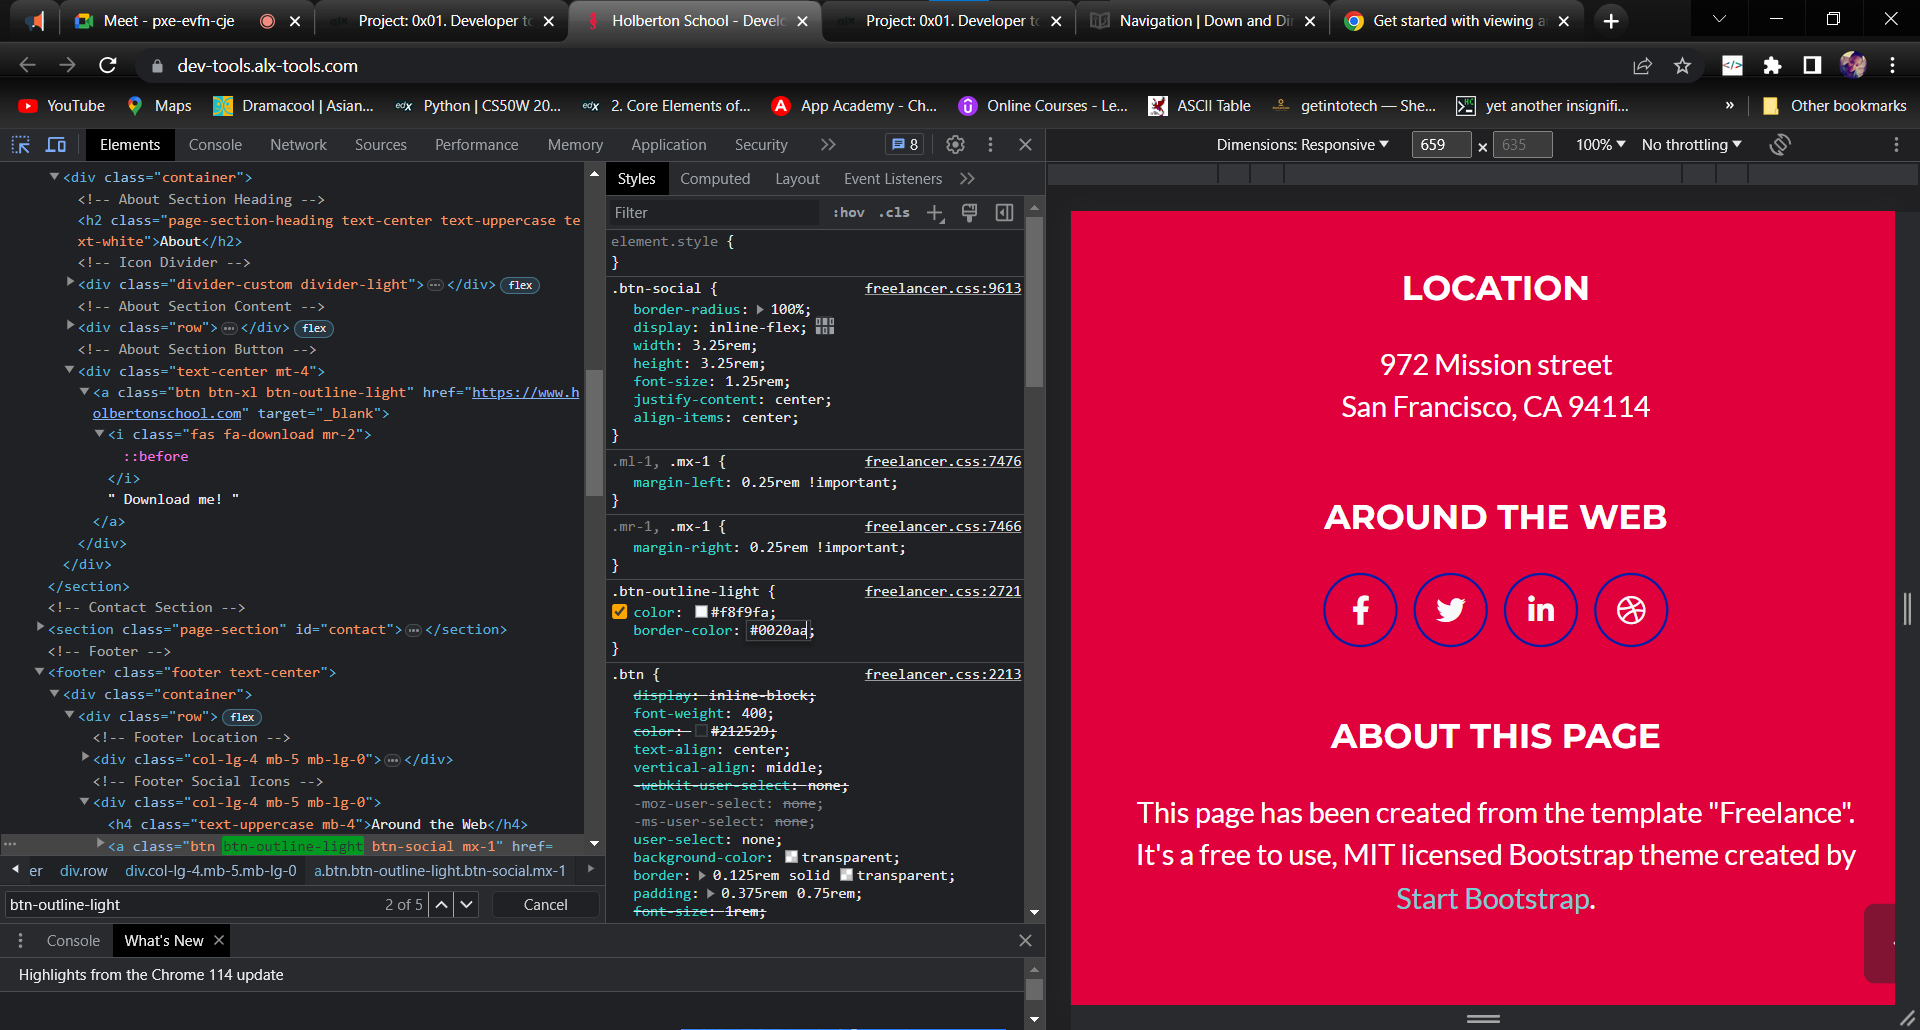 Meet - pxe-evfn-cje
Project: 0x01. Developer to
Holberton School - Develo
Project: 0x01. Developer to
Navigation | Down and Di
Get started with viewing a
dev-tools.alx-tools.com
YouTube
Maps
Dramacool | Asian...
edX Python | CS50W 20...
edX 2. Core Elements of...
App Academy - Ch...
Online Courses - Le...
ASCII Table
getintotech — She...
yet another insignifi...
»
Other bookmarks
Elements
Console
Network
Sources
Performance
Memory
Application
Security
8
Dimensions: Responsive
659
×
635
100%
No throttling
<div class="container">
<!-- About Section Heading -->
<h2 class="page-section-heading text-center text-uppercase te
xt-white">About</h2>
<!-- Icon Divider -->
<div class="divider-custom divider-light">…</div> flex
<!-- About Section Content -->
<div class="row">…</div> flex
<!-- About Section Button -->
<div class="text-center mt-4">
<a class="btn btn-xl btn-outline-light" href="https://www.h
olbertonschool.com" target="_blank">
<i class="fas fa-download mr-2">
::before
</i>
" Download me! "
</a>
</div>
</div>
</section>
<!-- Contact Section -->
<section class="page-section" id="contact">…</section>
<!-- Footer -->
<footer class="footer text-center">
<div class="container">
<div class="row"> flex
<!-- Footer Location -->
<div class="col-lg-4 mb-5 mb-lg-0">…</div>
<!-- Footer Social Icons -->
<div class="col-lg-4 mb-5 mb-lg-0">
<h4 class="text-uppercase mb-4">Around the Web</h4>
<a class="btn btn-outline-light btn-social mx-1" href=
er div.row div.col-lg-4.mb-5.mb-lg-0 a.btn.btn-outline-light.btn-social.mx-1
btn-outline-light 2 of 5 Cancel
Styles
Computed
Layout
Event Listeners
Filter
:hov .cls
element.style {
}
.btn-social { freelancer.css:9613
border-radius: 100%;
display: inline-flex;
width: 3.25rem;
height: 3.25rem;
font-size: 1.25rem;
justify-content: center;
align-items: center;
}
.ml-1, .mx-1 { freelancer.css:7476
margin-left: 0.25rem !important;
}
.mr-1, .mx-1 { freelancer.css:7466
margin-right: 0.25rem !important;
}
.btn-outline-light { freelancer.css:2721
color: #f8f9fa;
border-color: #0020aa;
}
.btn { freelancer.css:2213
display: inline-block;
font-weight: 400;
color: #212529;
text-align: center;
vertical-align: middle;
-webkit-user-select: none;
-moz-user-select: none;
-ms-user-select: none;
user-select: none;
background-color: transparent;
border: 0.125rem solid transparent;
padding: 0.375rem 0.75rem;
font-size: 1rem;
Console
What's New
Highlights from the Chrome 114 update
LOCATION
972 Mission street
San Francisco, CA 94114
AROUND THE WEB
ABOUT THIS PAGE
This page has been created from the template "Freelance".
It's a free to use, MIT licensed Bootstrap theme created by
Start Bootstrap.